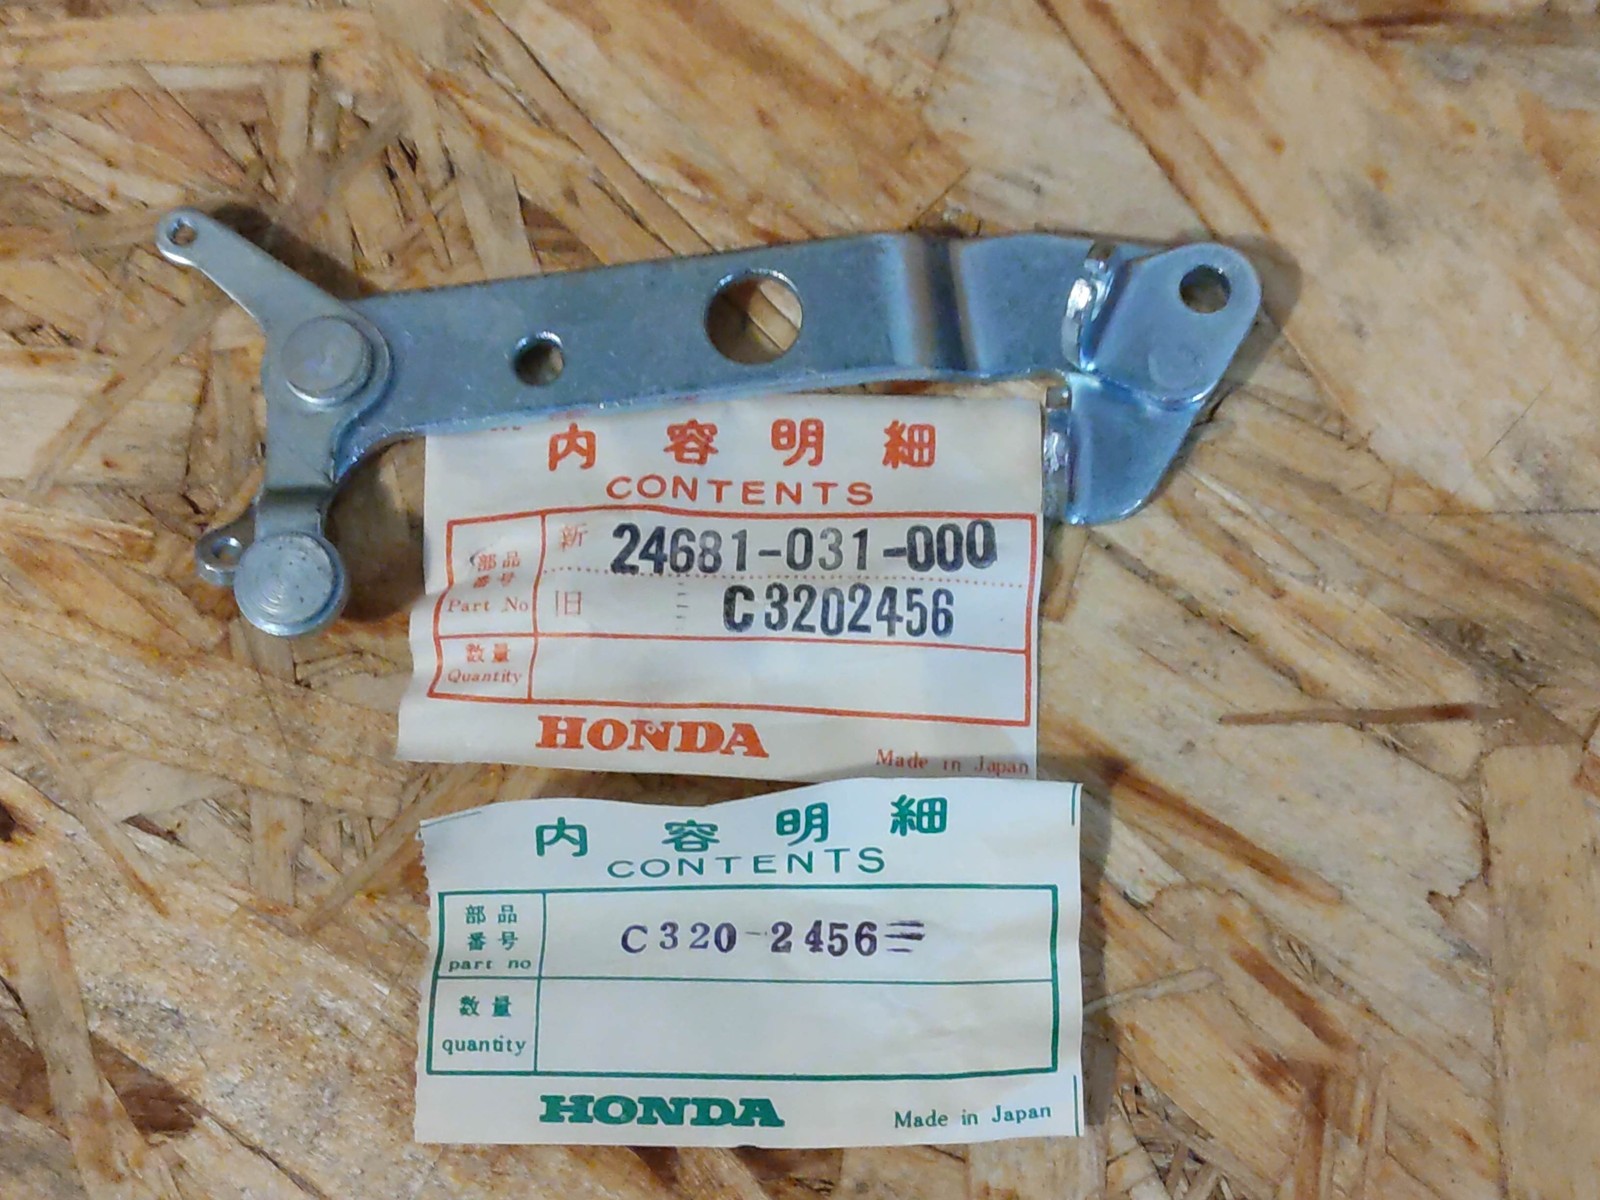 内容明細
CONTENTS
部品番号 Part No
新 24681-031-000
旧 C3202456
数量 Quantity
HONDA
Made in Japan
内容明細
CONTENTS
部品番号 part no
C320-2456
数量 quantity
HONDA
Made in Japan